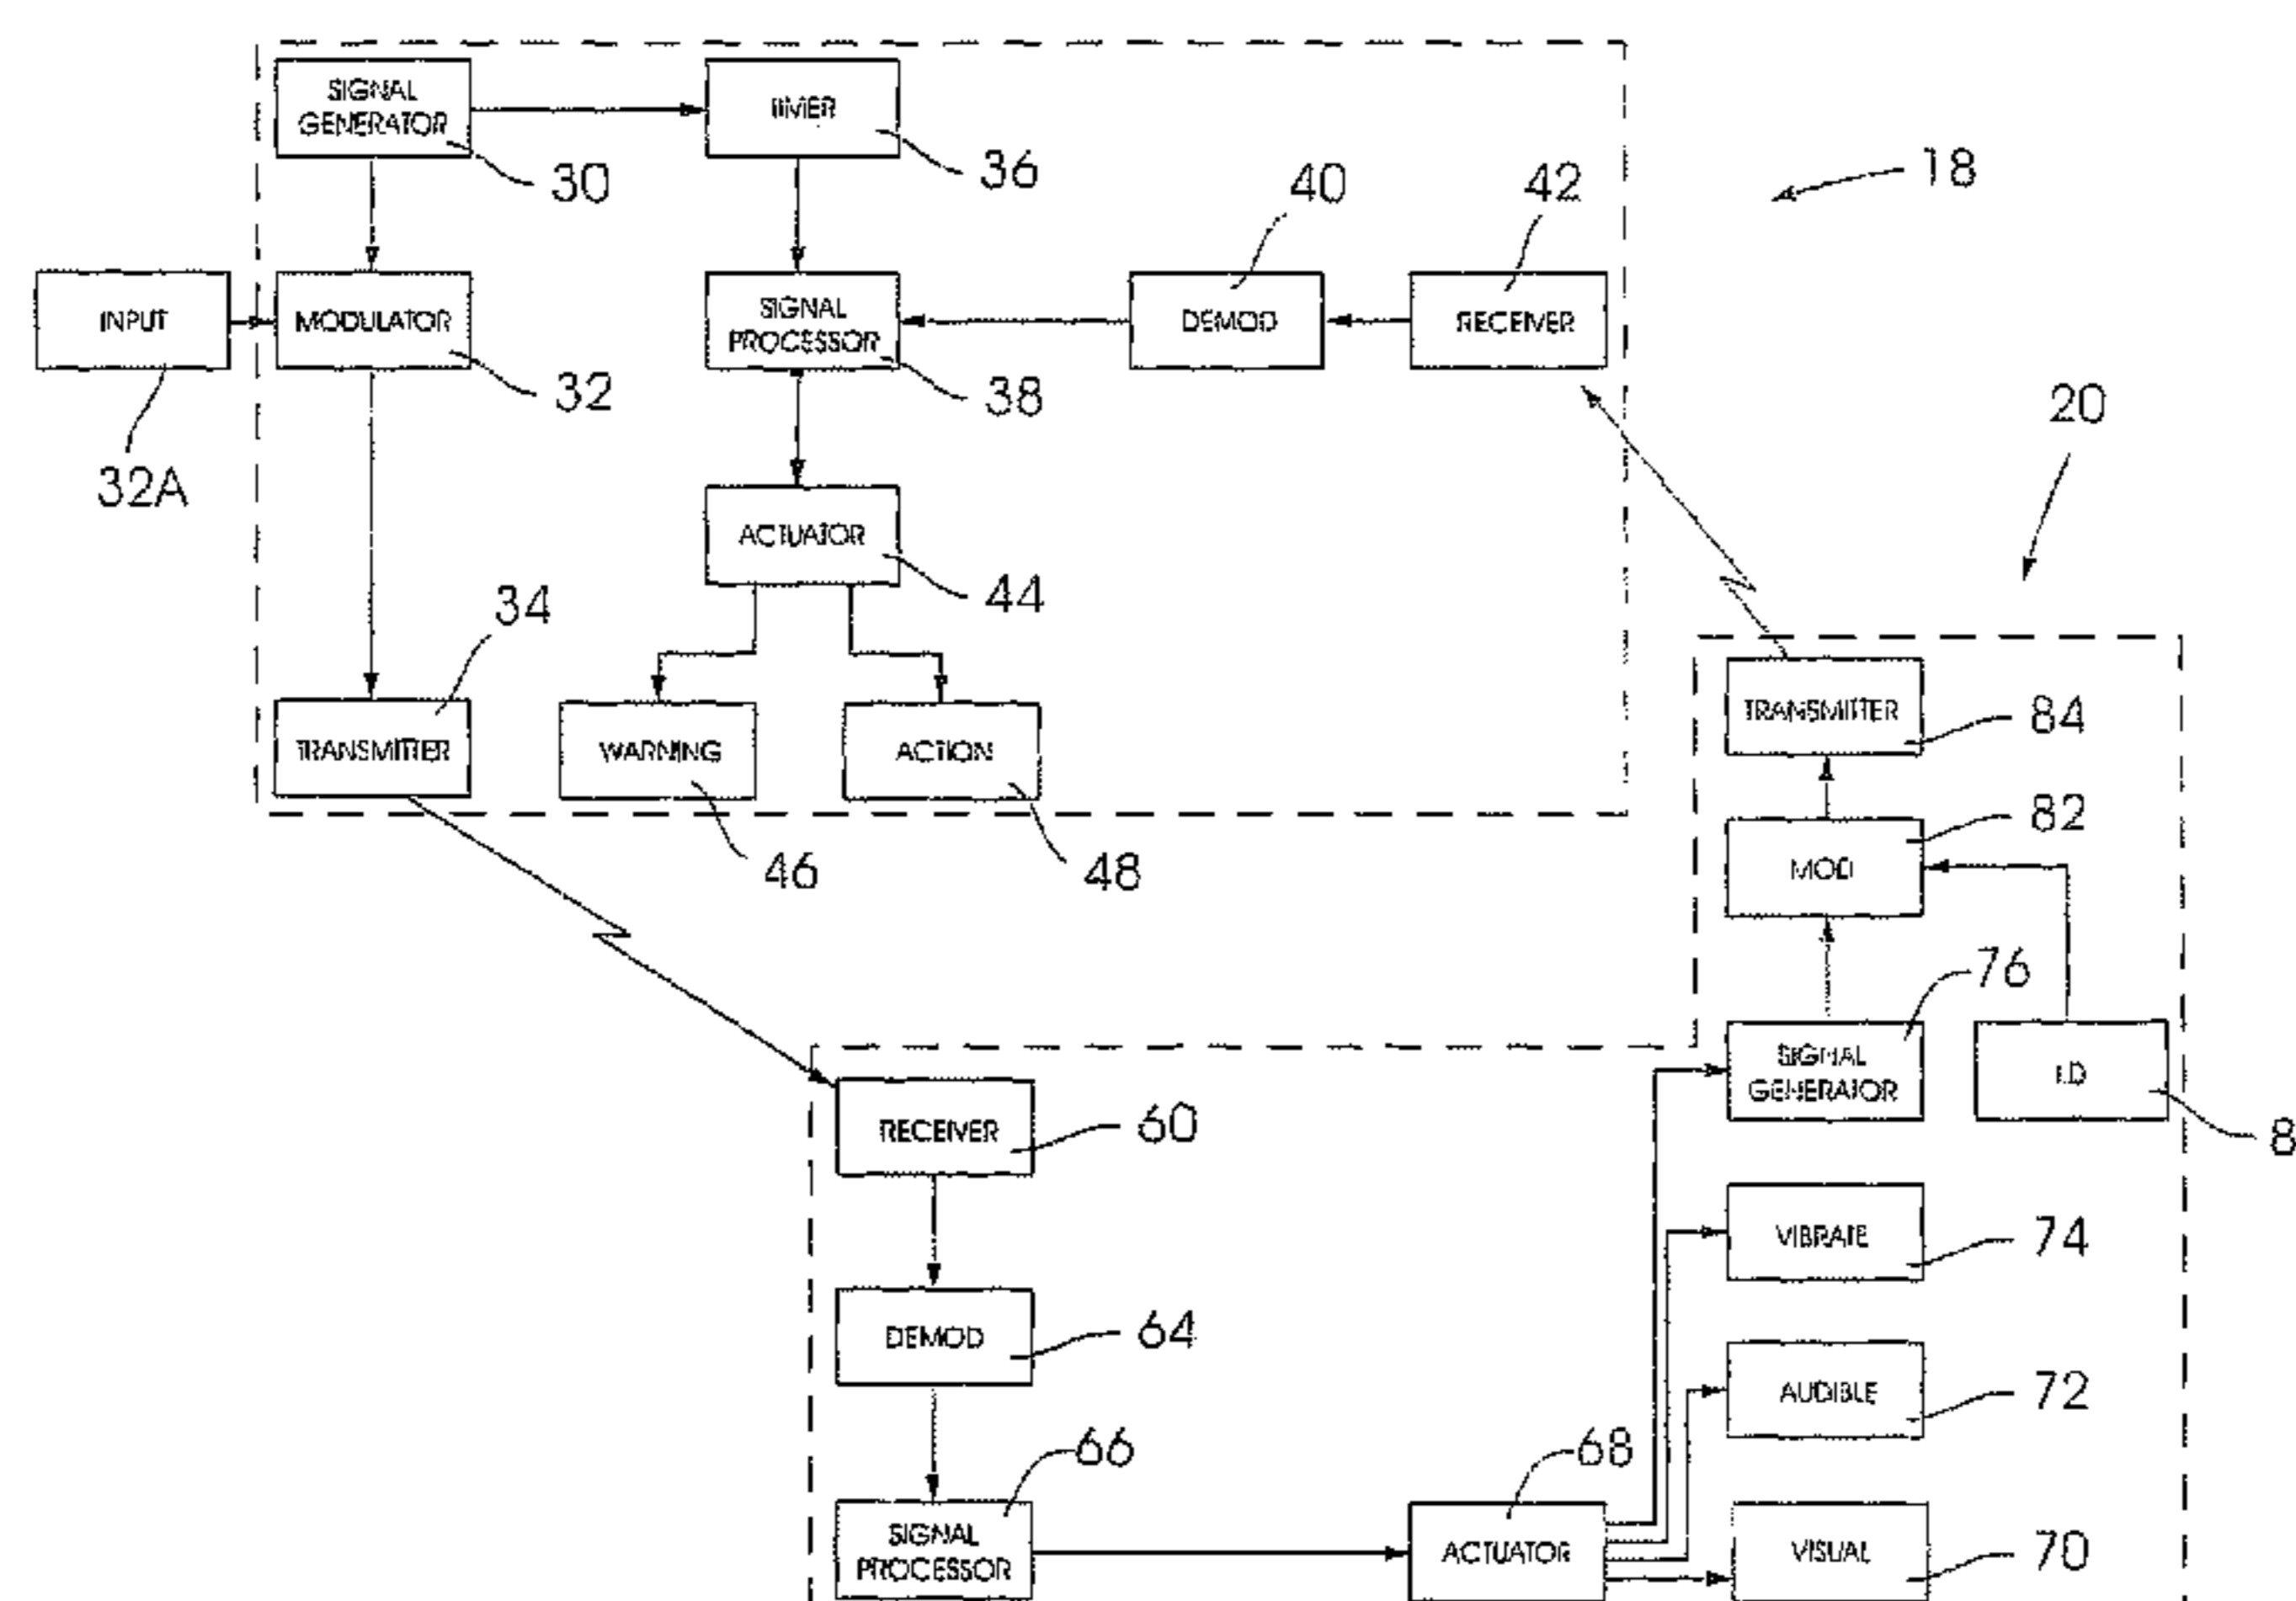 SIGNAL
GENERATOR
30
TIMER
36
40
42
18
INPUT
32A
MODULATOR
32
SIGNAL
PROCESSOR
38
DEMOD
RECEIVER
20
ACTUATOR
44
34
TRANSMITTER
WARNING
46
ACTION
48
TRANSMITTER
84
MOD
82
76
SIGNAL
GENERATOR
I.D
8
RECEIVER
60
VIBRATE
74
DEMOD
64
AUDIBLE
72
66
SIGNAL
PROCESSOR
68
ACTUATOR
VISUAL
70